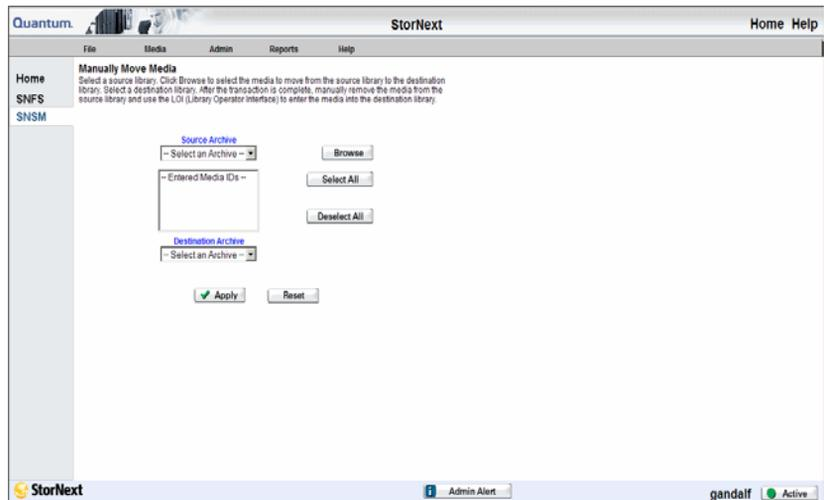 Quantum.
StorNext
Home Help
File Media Admin Reports Help
Home
SNFS
SNSM
Manually Move Media
Select a source library. Click Browse to select the media to move from the source library to the destination
library. Select a destination library. After the transaction is complete, manually remove the media from the
source library and use the LOI (Library Operator Interface) to enter the media into the destination library.
Source Archive
-- Select an Archive --
Browse
-- Entered Media IDs --
Select All
Deselect All
Destination Archive
-- Select an Archive --
Apply
Reset
StorNext
Admin Alert
gandalf
Active